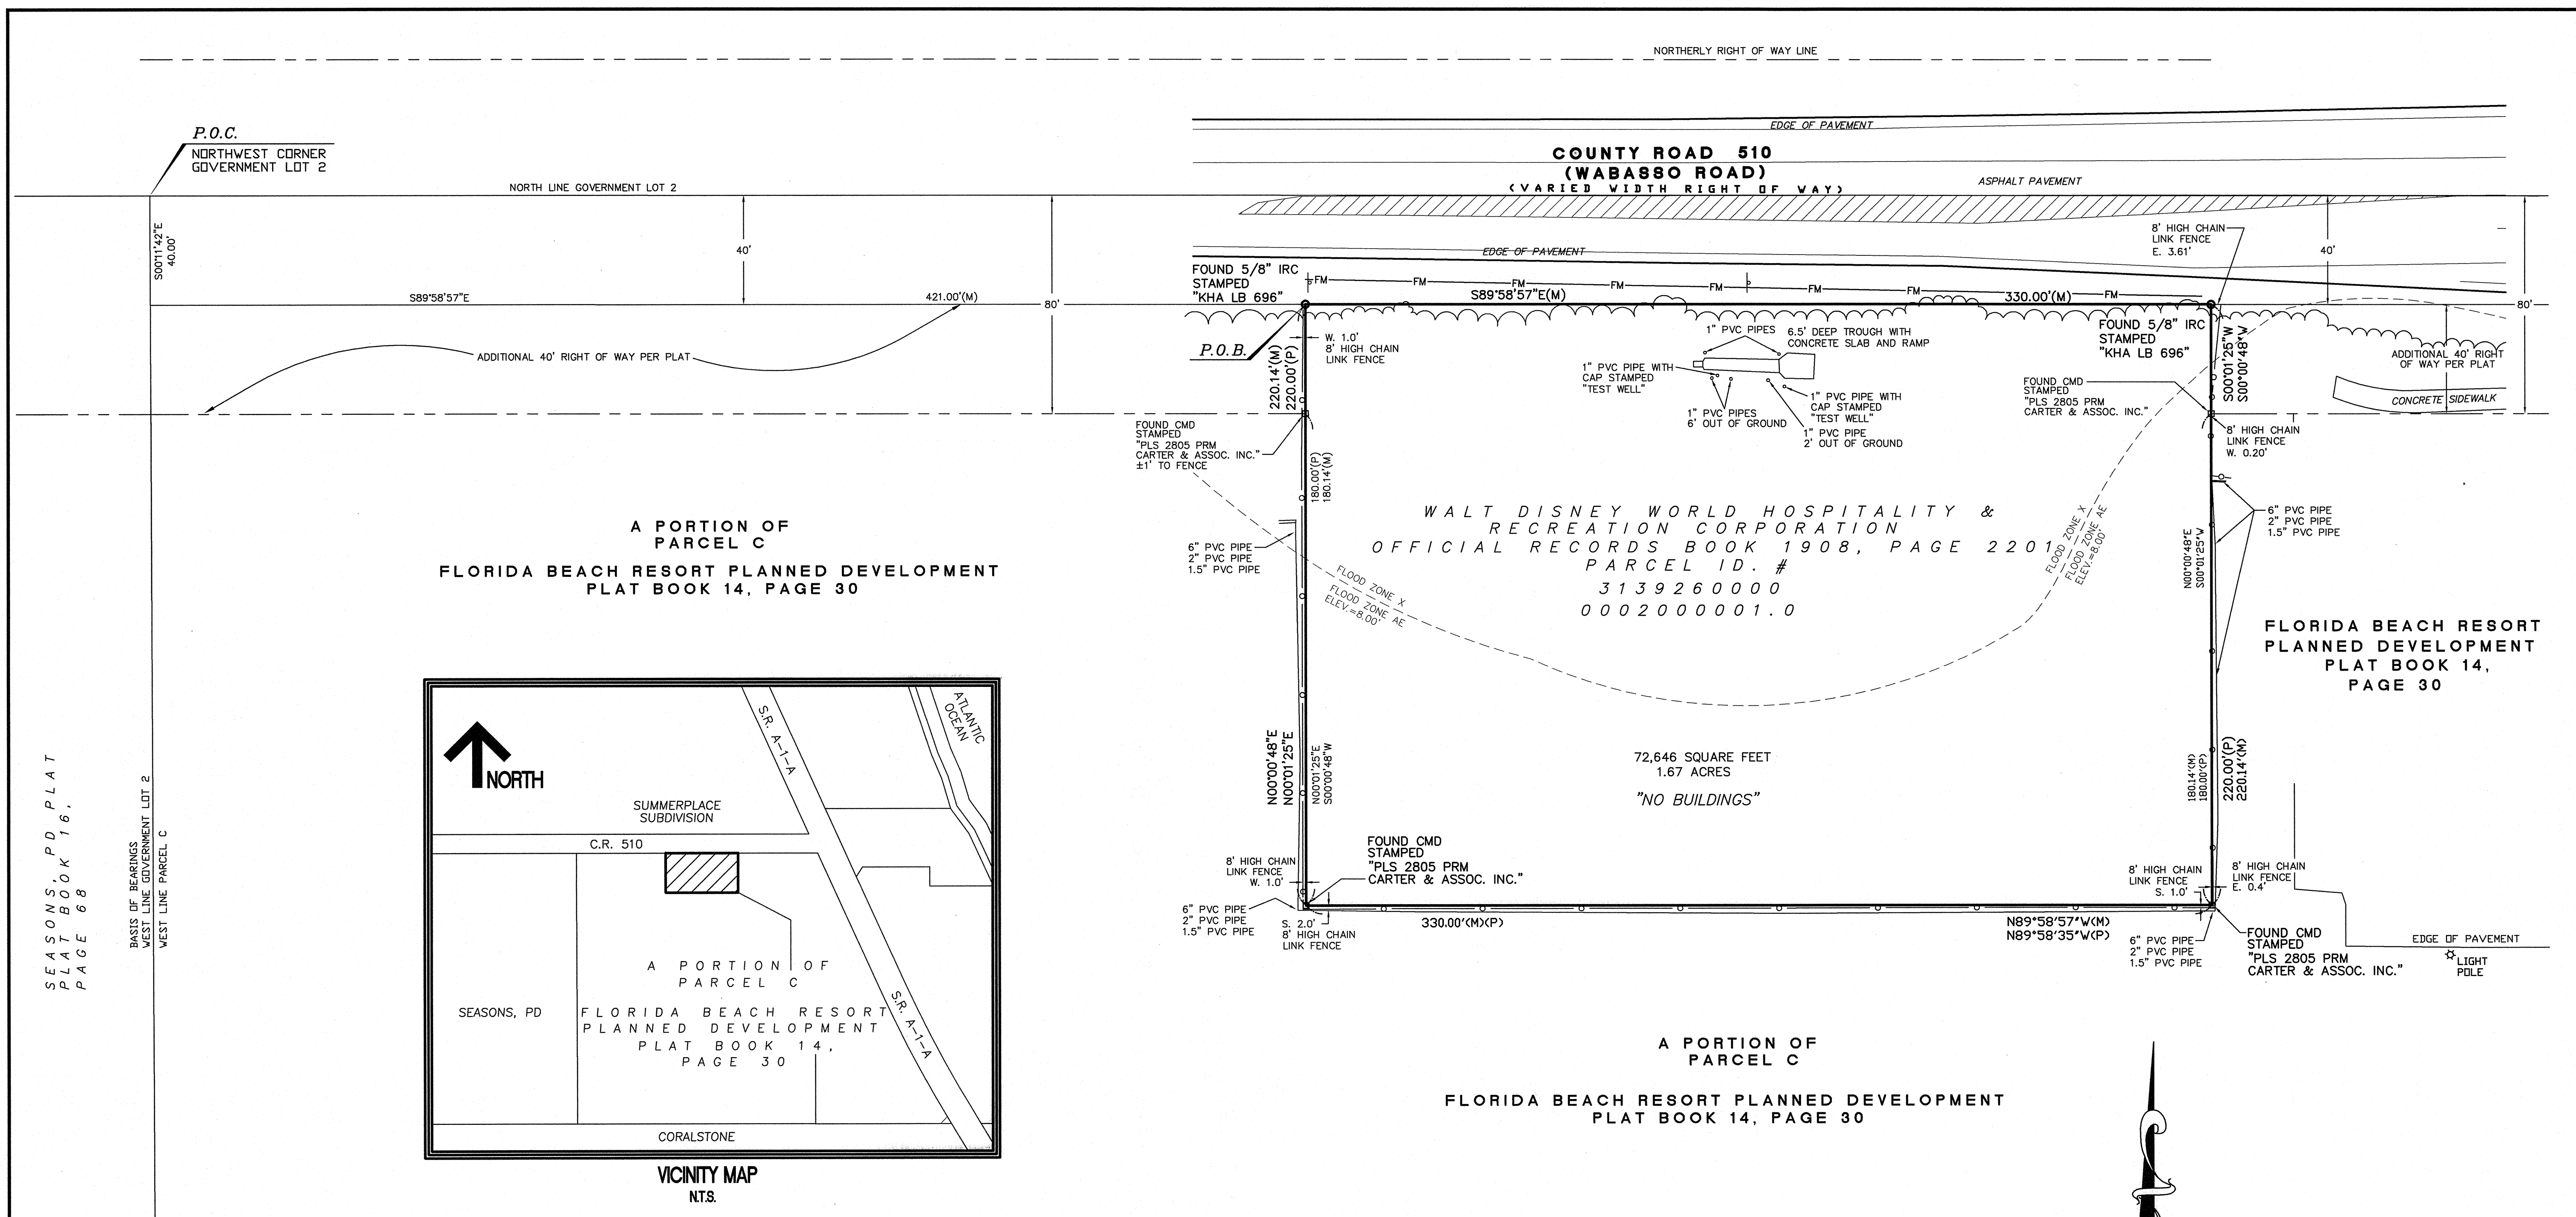 NORTHERLY RIGHT OF WAY LINE
P.O.C.
NORTHWEST CORNER
GOVERNMENT LOT 2
NORTH LINE GOVERNMENT LOT 2
EDGE OF PAVEMENT
COUNTY ROAD 510
(WABASSO ROAD)
(VARIED WIDTH RIGHT OF WAY)
ASPHALT PAVEMENT
S00°11'42"E
40.00'
40'
S89°58'57"E
421.00'(M)
80'
ADDITIONAL 40' RIGHT OF WAY PER PLAT
EDGE OF PAVEMENT
8' HIGH CHAIN
LINK FENCE
E. 3.61'
40'
80'
FOUND 5/8" IRC
STAMPED
"KHA LB 696"
FM
FM
FM
FM
FM
FM
FM
FM
FM
S89°58'57"E(M)
330.00'(M)
P.O.B.
W. 1.0'
8' HIGH CHAIN
LINK FENCE
220.14'(M)
220.00'(P)
1" PVC PIPES
6.5' DEEP TROUGH WITH
CONCRETE SLAB AND RAMP
1" PVC PIPE WITH
CAP STAMPED
"TEST WELL"
1" PVC PIPES
6' OUT OF GROUND
1" PVC PIPE WITH
CAP STAMPED
"TEST WELL"
1" PVC PIPE
2' OUT OF GROUND
FOUND 5/8" IRC
STAMPED
"KHA LB 696"
S00°01'25"W
S00°00'48"W
FOUND CMD
STAMPED
"PLS 2805 PRM
CARTER & ASSOC. INC."
ADDITIONAL 40' RIGHT
OF WAY PER PLAT
CONCRETE SIDEWALK
8' HIGH CHAIN
LINK FENCE
W. 0.20'
FOUND CMD
STAMPED
"PLS 2805 PRM
CARTER & ASSOC. INC."
±1' TO FENCE
180.00'(P)
180.14'(M)
A PORTION OF
PARCEL C
FLORIDA BEACH RESORT PLANNED DEVELOPMENT
PLAT BOOK 14, PAGE 30
6" PVC PIPE
2" PVC PIPE
1.5" PVC PIPE
WALT DISNEY WORLD HOSPITALITY &
RECREATION CORPORATION
OFFICIAL RECORDS BOOK 1908, PAGE 2201
PARCEL ID. #
3139260000
0002000001.0
FLOOD ZONE X
FLOOD ZONE AE
ELEV.=8.00'
FLOOD ZONE X
FLOOD ZONE AE
ELEV.=8.00'
N00°00'48"E
S00°01'25"W
6" PVC PIPE
2" PVC PIPE
1.5" PVC PIPE
FLORIDA BEACH RESORT
PLANNED DEVELOPMENT
PLAT BOOK 14,
PAGE 30
72,646 SQUARE FEET
1.67 ACRES
"NO BUILDINGS"
N00°00'48"E
N00°01'25"E
N00°01'25"E
S00°00'48"W
180.14'(M)
180.00'(P)
220.00'(P)
220.14'(M)
FOUND CMD
STAMPED
"PLS 2805 PRM
CARTER & ASSOC. INC."
8' HIGH CHAIN
LINK FENCE
W. 1.0'
6" PVC PIPE
2" PVC PIPE
1.5" PVC PIPE
S. 2.0'
8' HIGH CHAIN
LINK FENCE
330.00'(M)(P)
N89°58'57"W(M)
N89°58'35"W(P)
8' HIGH CHAIN
LINK FENCE
S. 1.0'
8' HIGH CHAIN
LINK FENCE
E. 0.4'
6" PVC PIPE
2" PVC PIPE
1.5" PVC PIPE
FOUND CMD
STAMPED
"PLS 2805 PRM
CARTER & ASSOC. INC."
EDGE OF PAVEMENT
LIGHT
POLE
SEASONS, PD PLAT
PLAT BOOK 16,
PAGE 68
BASIS OF BEARINGS
WEST LINE GOVERNMENT LOT 2
WEST LINE PARCEL C
NORTH
S.R. A-1-A
ATLANTIC
OCEAN
SUMMERPLACE
SUBDIVISION
C.R. 510
A PORTION OF
PARCEL C
SEASONS, PD
FLORIDA BEACH RESORT
PLANNED DEVELOPMENT
PLAT BOOK 14,
PAGE 30
S.R. A-1-A
CORALSTONE
VICINITY MAP
N.T.S.
A PORTION OF
PARCEL C
FLORIDA BEACH RESORT PLANNED DEVELOPMENT
PLAT BOOK 14, PAGE 30